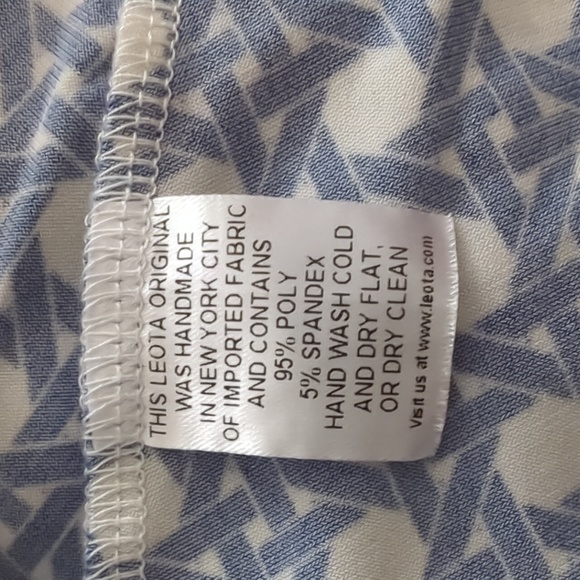 THIS LEOTA ORIGINAL
WAS HANDMADE
IN NEW YORK CITY
OF IMPORTED FABRIC
AND CONTAINS
95% POLY
5% SPANDEX
HAND WASH COLD
AND DRY FLAT,
OR DRY CLEAN
Visit us at www.leota.com